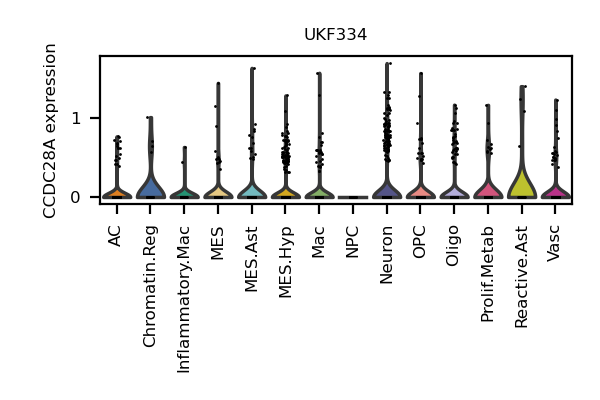 UKF334
CCDC28A expression
1
0
AC
Chromatin.Reg
Inflammatory.Mac
MES
MES.Ast
MES.Hyp
Mac
NPC
Neuron
OPC
Oligo
Prolif.Metab
Reactive.Ast
Vasc